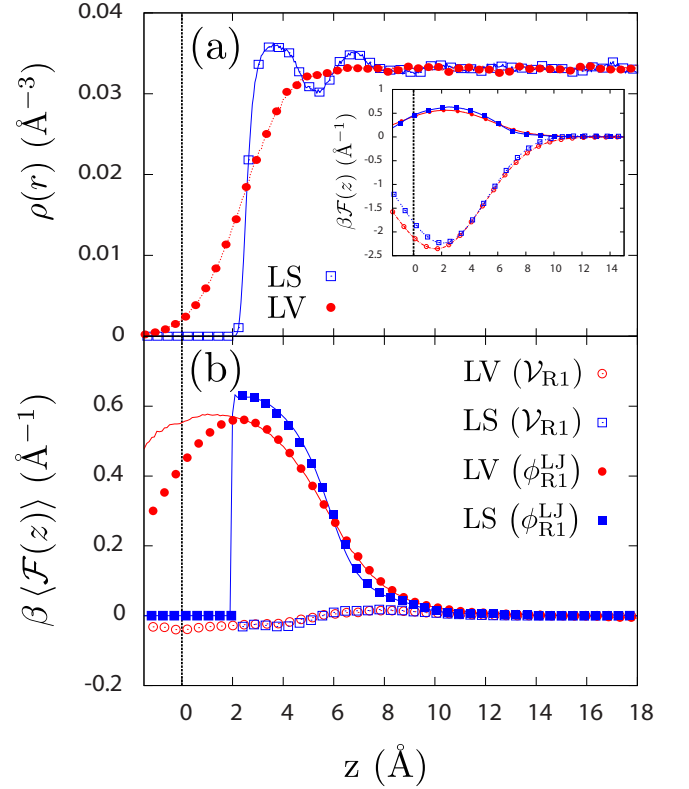 (a)
ρ(r) (Å⁻³)
0.04
0.03
0.02
0.01
0
LS
LV
β𝓕(z) (Å⁻¹)
1
0.5
0
-0.5
-1
-1.5
-2
-2.5
0 2 4 6 8 10 12 14
(b)
β ⟨𝓕(z)⟩ (Å⁻¹)
0.6
0.4
0.2
0
-0.2
LV (𝒱R1)
LS (𝒱R1)
LV (ϕᴸᴶR1)
LS (ϕᴸᴶR1)
0 2 4 6 8 10 12 14 16 18
z (Å)